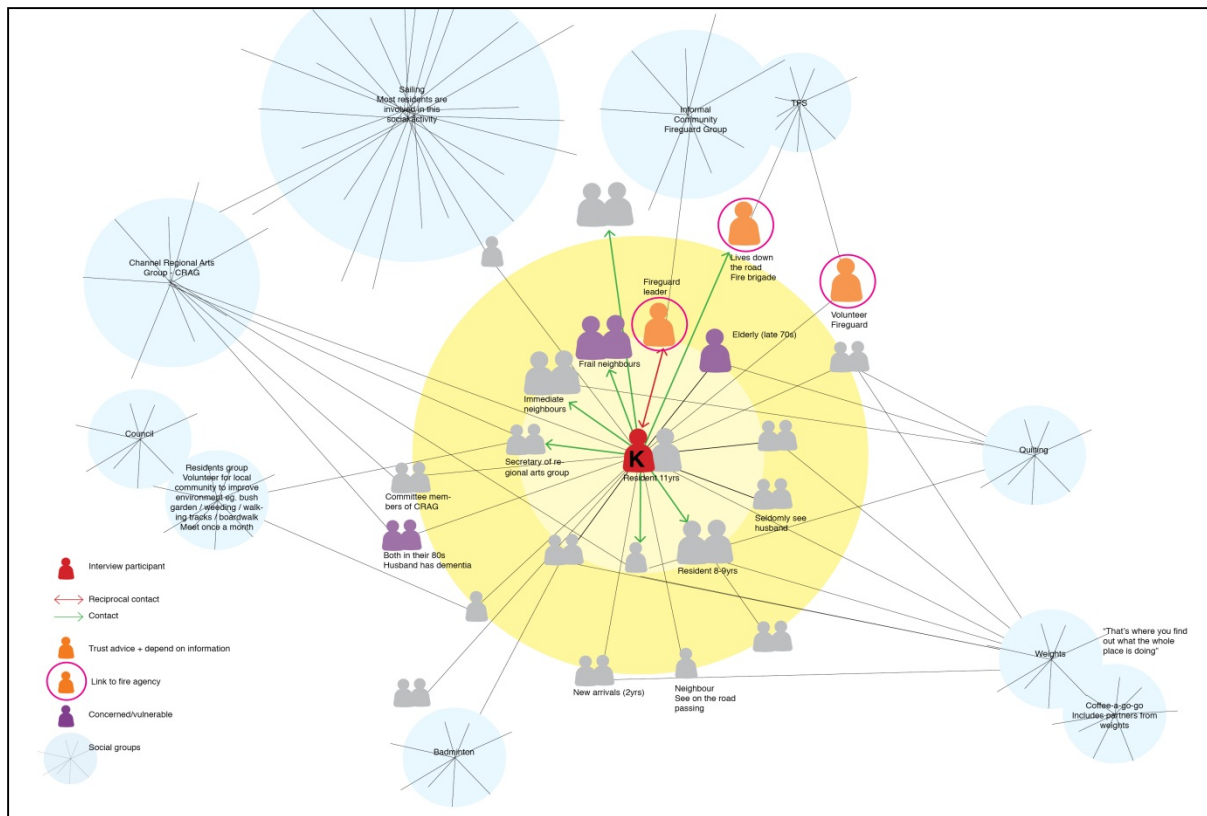 Sailing
Most residents are
involved in this
social activity
Informal
Community
Fireguard Group
TFS
Channel Regional Arts
Group - CRAG
Lives down
the road
Fire brigade
Fireguard
leader
Volunteer
Fireguard
Elderly (late 70s)
Frail neighbours
Immediate
neighbours
Council
Quilting
K
Resident 11yrs
Secretary of re-
gional arts group
Residents group
Volunteer for local
community to improve
environment eg. bush
garden / weeding / walk-
ing tracks / boardwalk
Meet once a month
Committee mem-
bers of CRAG
Seldomly see
husband
Both in their 80s
Husband has dementia
Resident 8-9yrs
Interview participant
Reciprocal contact
Contact
Trust advice + depend on information
Link to fire agency
Concerned/vulnerable
Social groups
New arrivals (2yrs)
Neighbour
See on the road
passing
Weights
"That's where you find
out what the whole
place is doing"
Coffee-a-go-go
Includes partners from
weights
Badminton